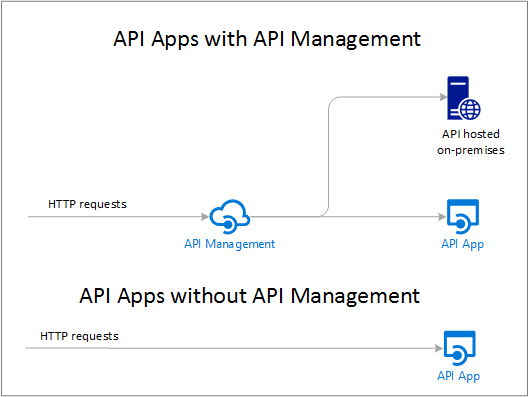 API Apps with API Management
API hosted
on-premises
HTTP requests
API Management
API App
API Apps without API Management
HTTP requests
API App